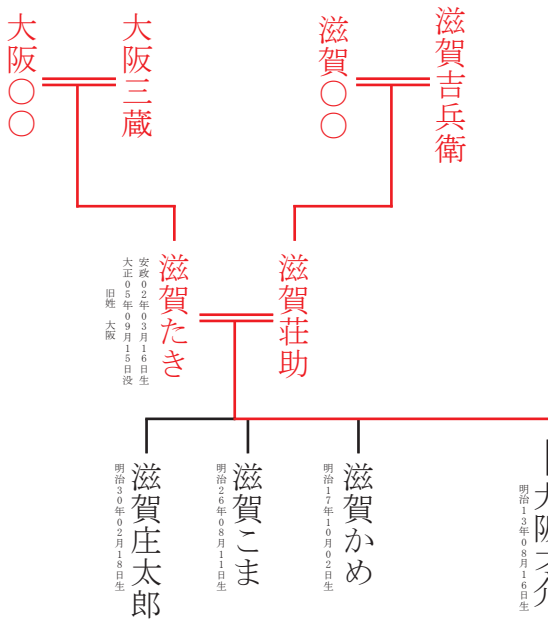 滋賀吉兵衛
滋賀〇〇
大阪三蔵
大阪〇〇
滋賀荘助
滋賀たき
安政02年03月16日生
大正05年09月15日没
旧姓　大阪
明治13年08月16日生
滋賀かめ
明治17年10月02日生
滋賀こま
明治26年08月11日生
滋賀庄太郎
明治30年02月18日生